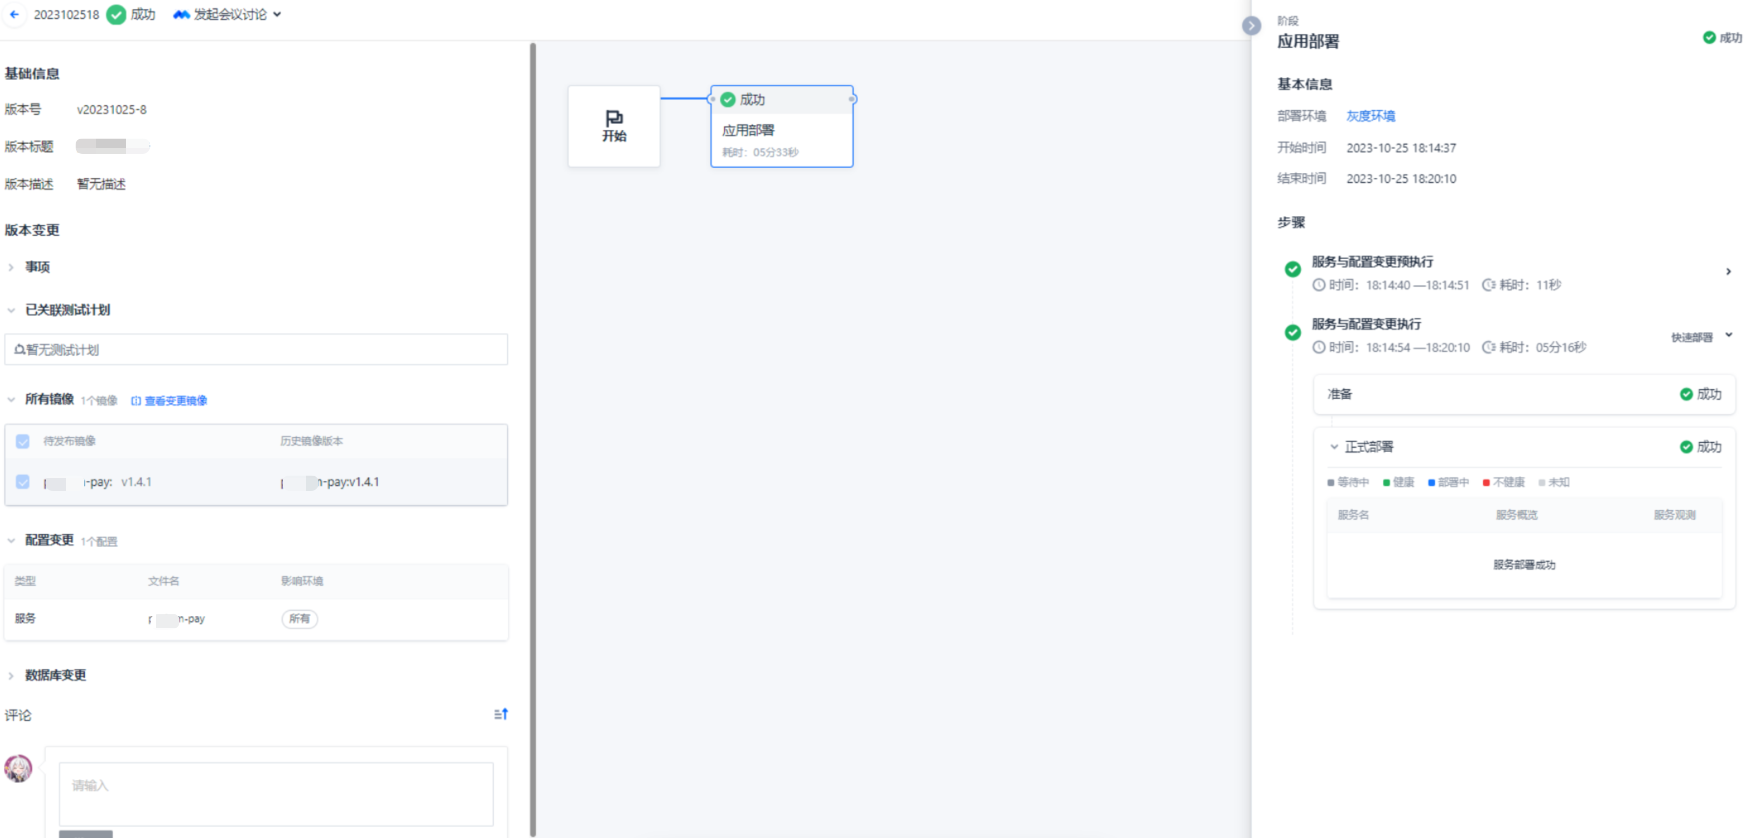 2023102518 成功 发起会议讨论
基础信息
版本号 v20231025-8
版本标题
版本描述 暂无描述
版本变更
事项
已关联测试计划
暂无测试计划
所有镜像 1个镜像 查看变更镜像
待发布镜像 历史镜像版本
-pay: v1.4.1 -pay:v1.4.1
配置变更 1个配置
类型 文件名 影响环境
服务 -pay 所有
数据库变更
评论
请输入
开始
成功
应用部署
耗时：05分33秒
阶段
应用部署
成功
基本信息
部署环境 灰度环境
开始时间 2023-10-25 18:14:37
结束时间 2023-10-25 18:20:10
步骤
服务与配置变更预执行
时间：18:14:40 —18:14:51 耗时：11秒
服务与配置变更执行
快速部署
时间：18:14:54 —18:20:10 耗时：05分16秒
准备 成功
正式部署 成功
等待中 健康 部署中 不健康 未知
服务名 服务概览 服务观测
服务部署成功